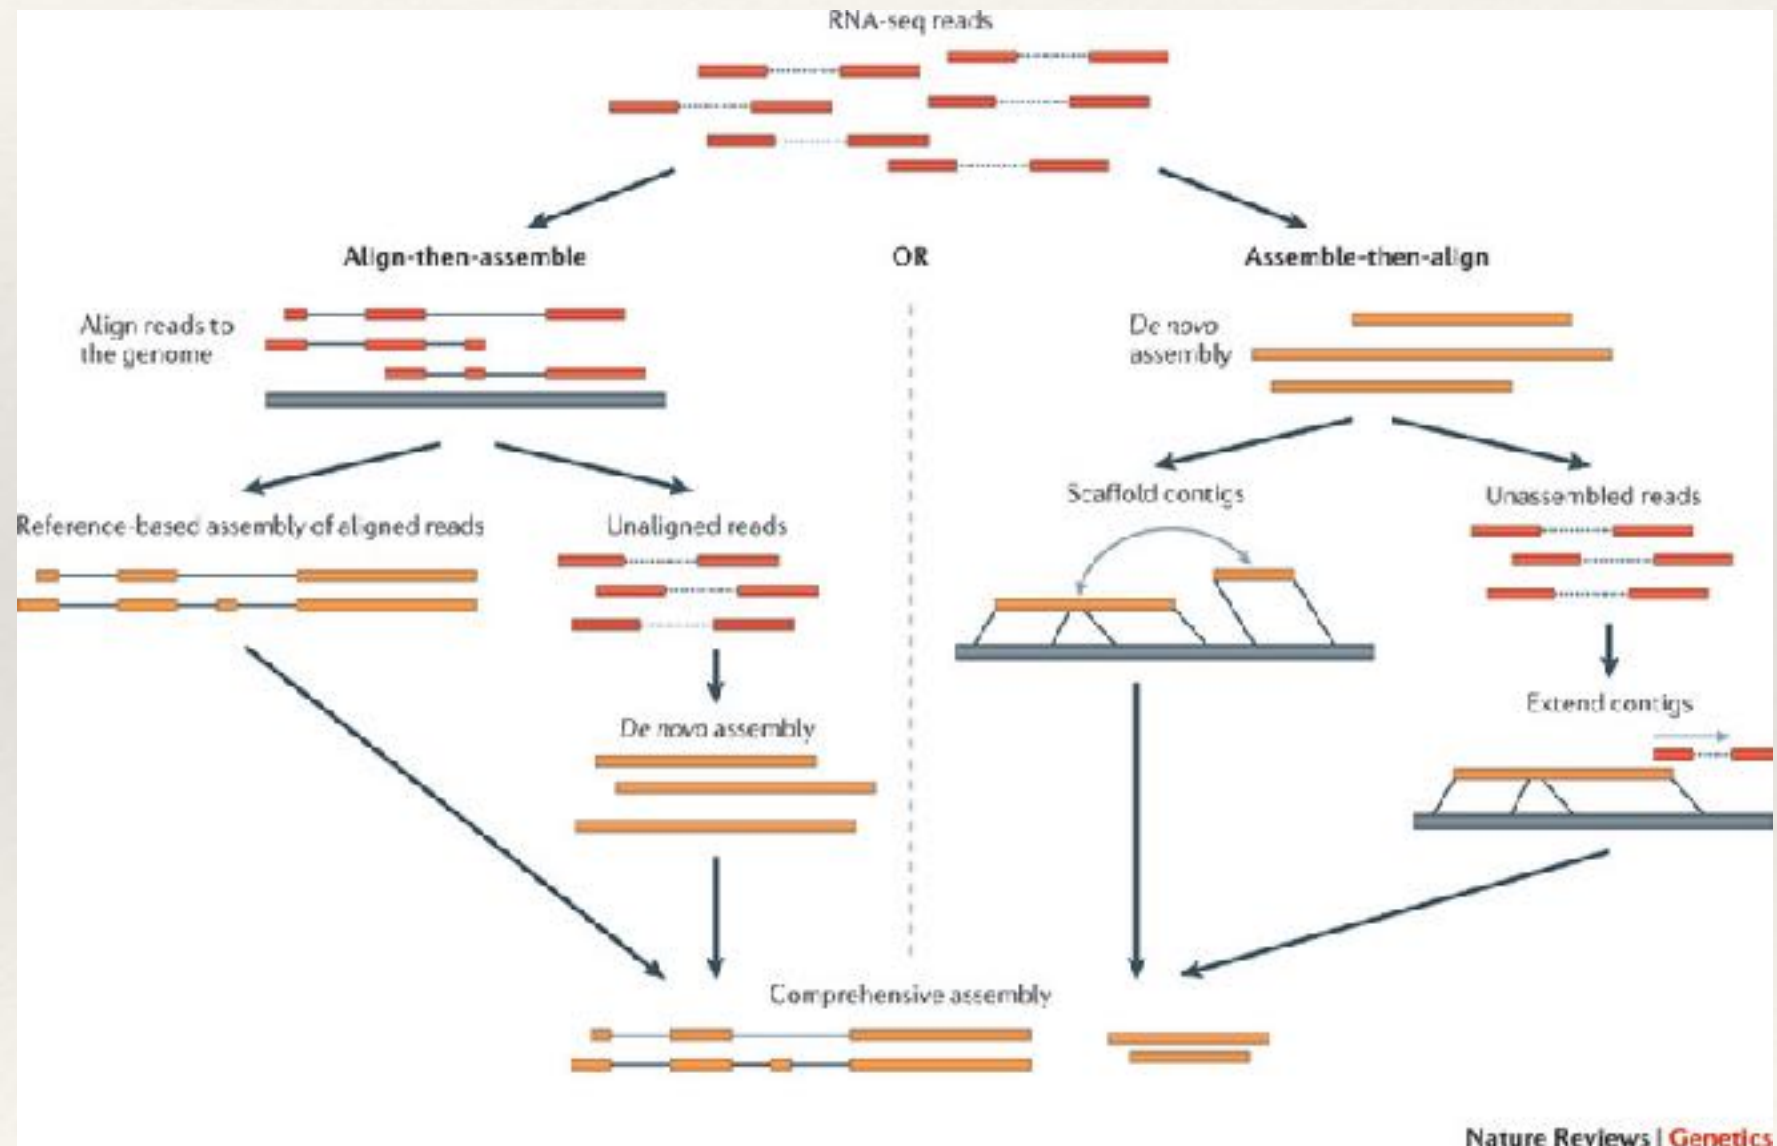 RNA-seq reads
Align-then-assemble
OR
Assemble-then-align
Align reads to
the genome
De novo
assembly
Reference-based assembly of aligned reads
Unaligned reads
Scaffold contigs
Unassembled reads
De novo assembly
Extend contigs
Comprehensive assembly
Nature Reviews | Genetics